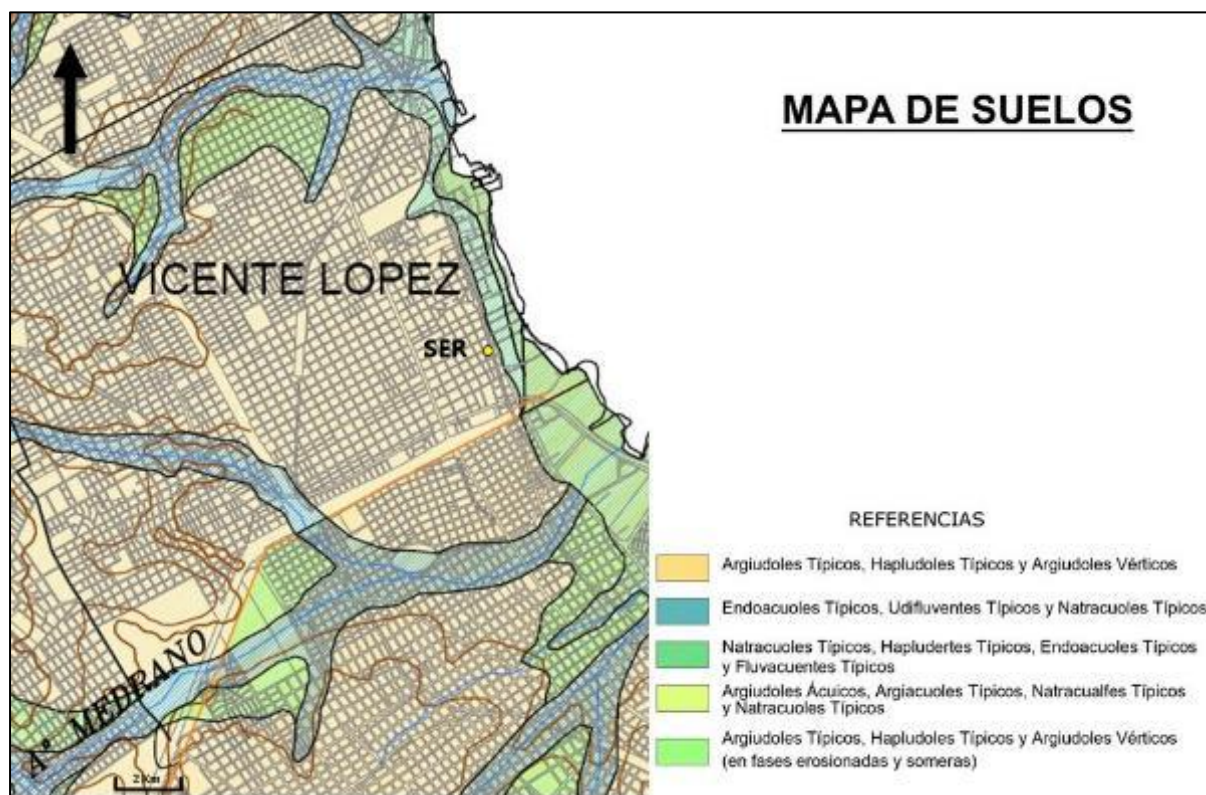 MAPA DE SUELOS
VICENTE LOPEZ
SER
Aº MEDRANO
2 Km
REFERENCIAS
Argiudoles Típicos, Hapludoles Típicos y Argiudoles Vérticos
Endoacuoles Típicos, Udifluventes Típicos y Natracuoles Típicos
Natracuoles Típicos, Hapludertes Típicos, Endoacuoles Típicos
y Fluvacuentes Típicos
Argiudoles Ácuicos, Argiacuoles Típicos, Natracualfes Típicos
y Natracuoles Típicos
Argiudoles Típicos, Hapludoles Típicos y Argiudoles Vérticos
(en fases erosionadas y someras)